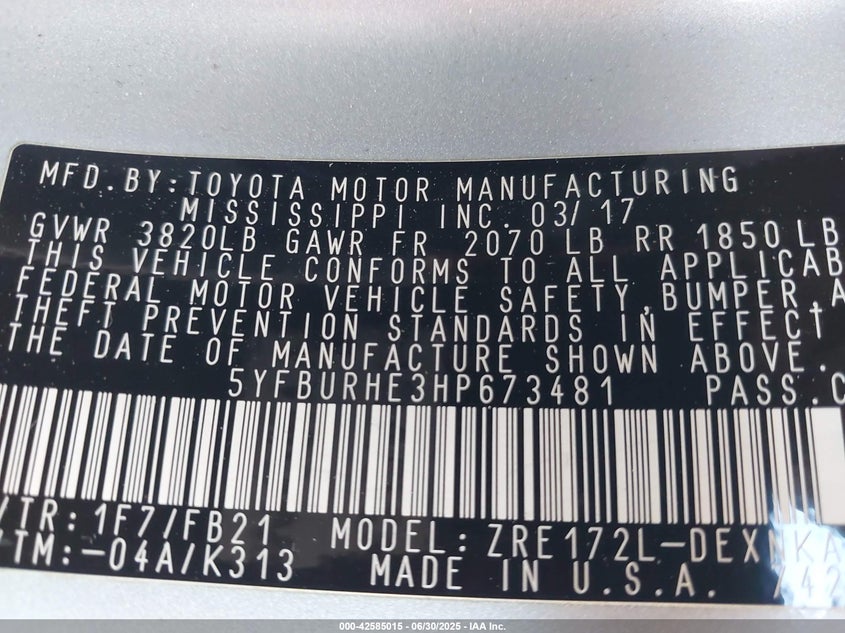 MFD.BY:TOYOTA MOTOR MANUFACTURING
MISSISSIPPI INC. 03/17
GVWR 3820LB GAWR FR 2070 LB RR 1850 LB
THIS VEHICLE CONFORMS TO ALL APPLICAB
FEDERAL MOTOR VEHICLE SAFETY,BUMPER,A
THEFT PREVENTION STANDARDS IN EFFECT
THE DATE OF MANUFACTURE SHOWN ABOVE.
5YFBURHE3HP673481 PASS.C
/TR: 1F7/FB21 MODEL: ZRE172L-DEXNKA
/TM:-04A/K313 MADE IN U.S.A. /42
000-42585015 - 06/30/2025 - IAA Inc.